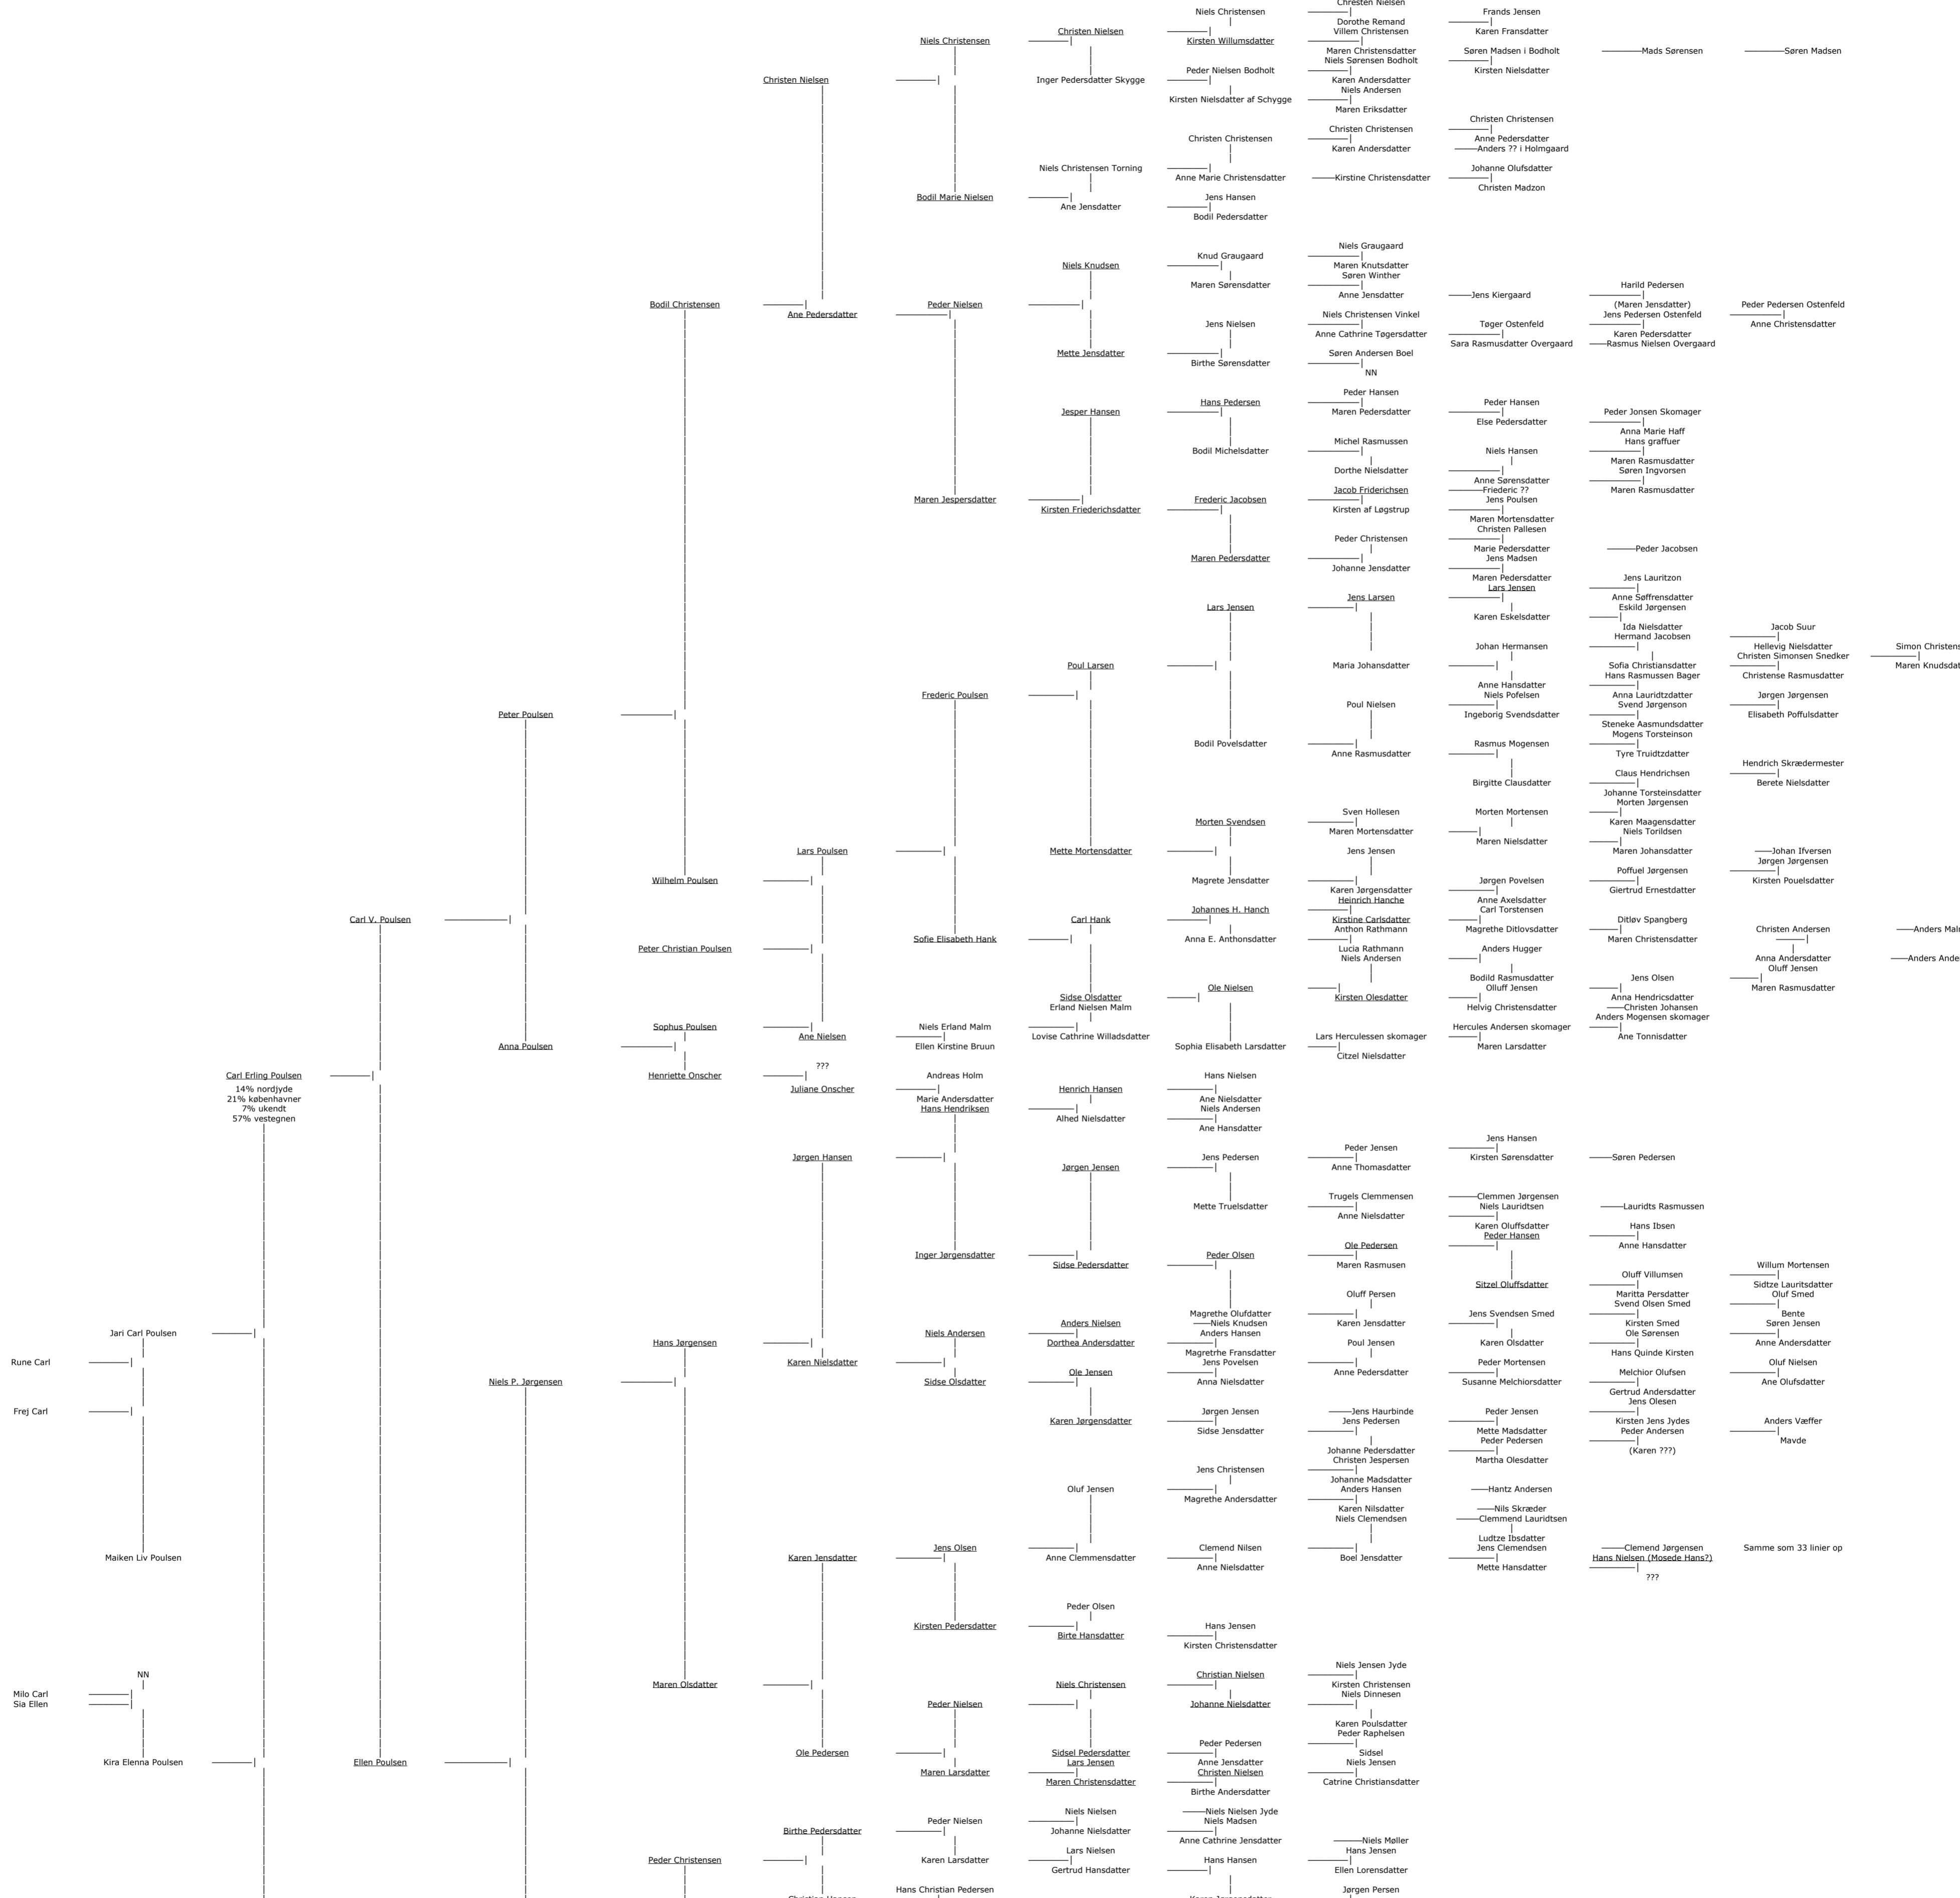 Chresten Nielsen
Niels Christensen Frands Jensen
Dorothe Remand
Christen Nielsen Villem Christensen Karen Fransdatter
Niels Christensen Kirsten Willumsdatter
Maren Christensdatter Søren Madsen i Bodholt Mads Sørensen Søren Madsen
Niels Sørensen Bodholt
Peder Nielsen Bodholt Kirsten Nielsdatter
Christen Nielsen Inger Pedersdatter Skygge Karen Andersdatter
Niels Andersen
Kirsten Nielsdatter af Schygge
Maren Eriksdatter
Christen Christensen
Christen Christensen
Christen Christensen Anne Pedersdatter
Karen Andersdatter Anders ?? i Holmgaard
Niels Christensen Torning Johanne Olufsdatter
Anne Marie Christensdatter Kirstine Christensdatter
Christen Madzon
Bodil Marie Nielsen Jens Hansen
Ane Jensdatter
Bodil Pedersdatter
Niels Graugaard
Knud Graugaard
Niels Knudsen Maren Knutsdatter
Søren Winther
Maren Sørensdatter Harild Pedersen
Anne Jensdatter Jens Kiergaard
Bodil Christensen Peder Nielsen (Maren Jensdatter) Peder Pedersen Ostenfeld
Ane Pedersdatter Niels Christensen Vinkel Jens Pedersen Ostenfeld
Jens Nielsen Tøger Ostenfeld Anne Christensdatter
Anne Cathrine Tøgersdatter Karen Pedersdatter
Sara Rasmusdatter Overgaard Rasmus Nielsen Overgaard
Mette Jensdatter Søren Andersen Boel
Birthe Sørensdatter
NN
Peder Hansen
Hans Pedersen Peder Hansen
Jesper Hansen Maren Pedersdatter Peder Jonsen Skomager
Else Pedersdatter
Anna Marie Haff
Michel Rasmussen Hans graffuer
Bodil Michelsdatter Niels Hansen
Maren Rasmusdatter
Dorthe Nielsdatter Søren Ingvorsen
Anne Sørensdatter
Jacob Friderichsen Friederic ?? Maren Rasmusdatter
Maren Jespersdatter Frederic Jacobsen Jens Poulsen
Kirsten Friederichsdatter Kirsten af Løgstrup
Maren Mortensdatter
Christen Pallesen
Peder Christensen
Marie Pedersdatter Peder Jacobsen
Maren Pedersdatter Jens Madsen
Johanne Jensdatter
Maren Pedersdatter Jens Lauritzon
Lars Jensen
Jens Larsen Anne Søffrensdatter
Lars Jensen Eskild Jørgensen
Karen Eskelsdatter
Ida Nielsdatter Jacob Suur
Hermand Jacobsen
Johan Hermansen Hellevig Nielsdatter
Christen Simonsen Snedker
Poul Larsen Maria Johansdatter Sofia Christiansdatter
Hans Rasmussen Bager Christense Rasmusdatter
Anne Hansdatter
Frederic Poulsen Niels Pofelsen Anna Lauridtzdatter Jørgen Jørgensen
Poul Nielsen Svend Jørgenson
Peter Poulsen Ingeborig Svendsdatter Elisabeth Poffulsdatter
Steneke Aasmundsdatter
Mogens Torsteinson
Bodil Povelsdatter Rasmus Mogensen
Anne Rasmusdatter Tyre Truidtzdatter
Hendrich Skrædermester
Claus Hendrichsen
Birgitte Clausdatter Berete Nielsdatter
Johanne Torsteinsdatter
Morten Jørgensen
Sven Hollesen Morten Mortensen
Morten Svendsen Karen Maagensdatter
Maren Mortensdatter Niels Torildsen
Maren Nielsdatter
Lars Poulsen Mette Mortensdatter Jens Jensen Maren Johansdatter Johan Ifversen
Jørgen Jørgensen
Poffuel Jørgensen
Wilhelm Poulsen Magrete Jensdatter Jørgen Povelsen Kirsten Pouelsdatter
Karen Jørgensdatter Giertrud Ernestdatter
Heinrich Hanche Anne Axelsdatter
Johannes H. Hanch Carl Torstensen
Carl V. Poulsen Carl Hank Kirstine Carlsdatter Ditløv Spangberg
Anthon Rathmann Magrethe Ditlovsdatter Christen Andersen
Sofie Elisabeth Hank Anna E. Anthonsdatter Maren Christensdatter
Peter Christian Poulsen Lucia Rathmann Anders Hugger
Niels Andersen Anna Andersdatter
Oluff Jensen
Bodild Rasmusdatter Jens Olsen
Ole Nielsen Olluff Jensen Maren Rasmusdatter
Sidse Olsdatter Kirsten Olesdatter Anna Hendricsdatter
Erland Nielsen Malm Helvig Christensdatter Christen Johansen
Anders Mogensen skomager
Sophus Poulsen Niels Erland Malm Hercules Andersen skomager
Ane Nielsen Lovise Cathrine Willadsdatter Lars Herculessen skomager Ane Tonnisdatter
Anna Poulsen Ellen Kirstine Bruun Sophia Elisabeth Larsdatter Maren Larsdatter
Citzel Nielsdatter
???
Carl Erling Poulsen Henriette Onscher Andreas Holm Hans Nielsen
14% nordjyde Juliane Onscher Henrich Hansen
21% københavner Marie Andersdatter Ane Nielsdatter
7% ukendt Hans Hendriksen Niels Andersen
57% vestegnen Alhed Nielsdatter
Ane Hansdatter
Jens Hansen
Peder Jensen
Jørgen Hansen Jens Pedersen Kirsten Sørensdatter Søren Pedersen
Jørgen Jensen Anne Thomasdatter
Trugels Clemmensen Clemmen Jørgensen
Mette Truelsdatter Niels Lauridtsen Lauridts Rasmussen
Anne Nielsdatter
Karen Oluffsdatter Hans Ibsen
Peder Hansen
Ole Pedersen Anne Hansdatter
Inger Jørgensdatter Peder Olsen
Sidse Pedersdatter Maren Rasmusen Willum Mortensen
Oluff Villumsen
Sitzel Oluffsdatter Sidtze Lauritsdatter
Oluff Persen Maritta Persdatter Oluf Smed
Svend Olsen Smed
Magrethe Olufdatter Jens Svendsen Smed Bente
Anders Nielsen Niels Knudsen Karen Jensdatter Kirsten Smed Søren Jensen
Jari Carl Poulsen Niels Andersen Anders Hansen Ole Sørensen
Hans Jørgensen Dorthea Andersdatter Poul Jensen Karen Olsdatter Anne Andersdatter
Magretrhe Fransdatter Hans Quinde Kirsten
Rune Carl Karen Nielsdatter Jens Povelsen Peder Mortensen Oluf Nielsen
Ole Jensen Anne Pedersdatter Melchior Olufsen
Niels P. Jørgensen Sidse Olsdatter Anna Nielsdatter Susanne Melchiorsdatter Ane Olufsdatter
Gertrud Andersdatter
Jens Olesen
Frej Carl Jørgen Jensen Jens Haurbinde Peder Jensen
Karen Jørgensdatter Jens Pedersen Kirsten Jens Jydes Anders Væffer
Sidse Jensdatter Mette Madsdatter Peder Andersen
Peder Pedersen Mavde
Johanne Pedersdatter (Karen ???)
Christen Jespersen Martha Olesdatter
Jens Christensen
Johanne Madsdatter
Oluf Jensen Anders Hansen Hantz Andersen
Magrethe Andersdatter
Karen Nilsdatter Nils Skræder
Niels Clemendsen Clemmend Lauridtsen
Ludtze Ibsdatter
Jens Olsen Clemend Nilsen Jens Clemendsen Clemend Jørgensen Samme som 33 linier op
Maiken Liv Poulsen Karen Jensdatter Anne Clemmensdatter Boel Jensdatter Hans Nielsen (Mosede Hans?)
Anne Nielsdatter Mette Hansdatter
???
Peder Olsen
Kirsten Pedersdatter Hans Jensen
Birte Hansdatter
Kirsten Christensdatter
Niels Jensen Jyde
NN Christian Nielsen
Maren Olsdatter Niels Christensen Kirsten Christensen
Milo Carl Niels Dinnesen
Sia Ellen Peder Nielsen Johanne Nielsdatter
Karen Poulsdatter
Peder Raphelsen
Peder Pedersen
Ole Pedersen Sidsel Pedersdatter Sidsel
Kira Elenna Poulsen Ellen Poulsen Lars Jensen Anne Jensdatter Niels Jensen
Maren Larsdatter Christen Nielsen
Maren Christensdatter Catrine Christiansdatter
Birthe Andersdatter
Niels Nielsen Niels Nielsen Jyde
Peder Nielsen Niels Madsen
Birthe Pedersdatter Johanne Nielsdatter
Anne Cathrine Jensdatter Niels Møller
Lars Nielsen Hans Jensen
Peder Christensen Karen Larsdatter Hans Hansen
Gertrud Hansdatter Ellen Lorensdatter
Hans Christian Pedersen Jørgen Persen